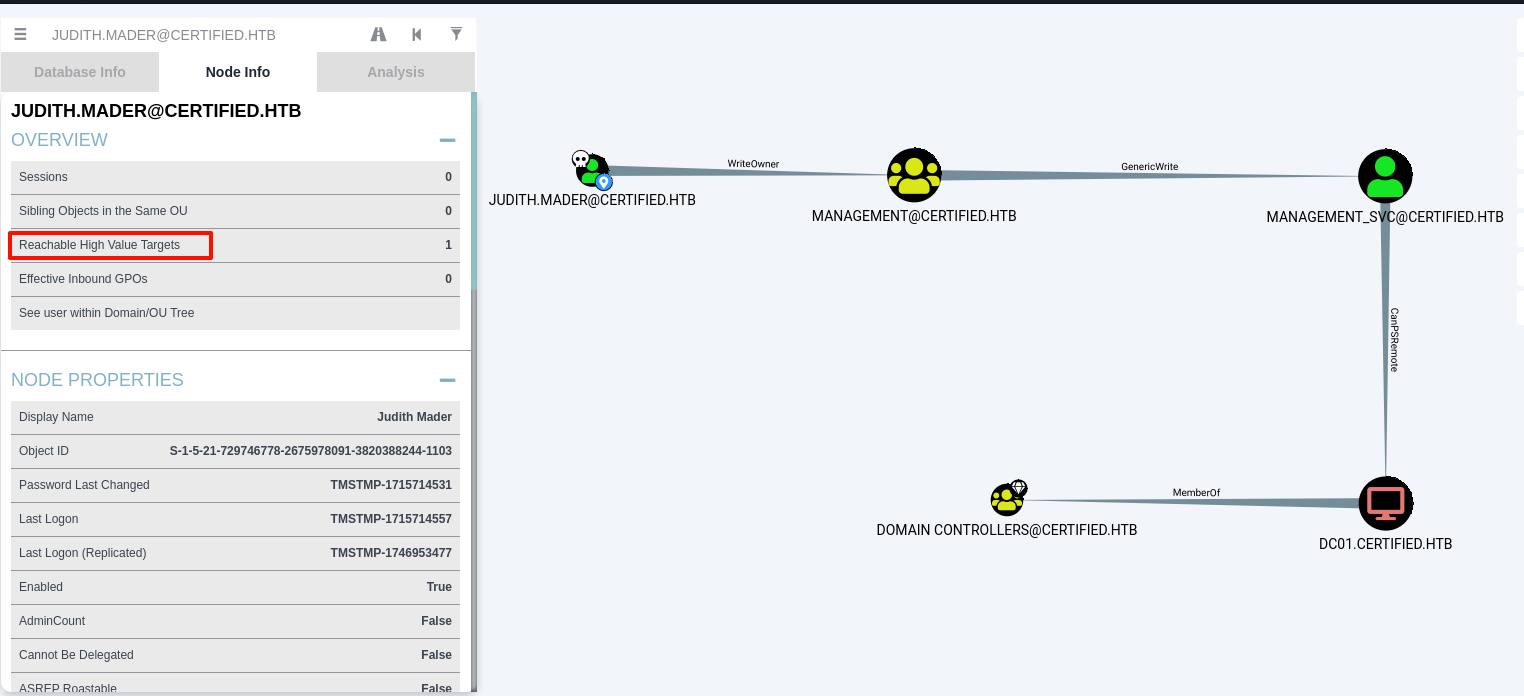 JUDITH.MADER@CERTIFIED.HTB
Database Info Node Info Analysis
JUDITH.MADER@CERTIFIED.HTB
OVERVIEW
Sessions 0
Sibling Objects in the Same OU 0
Reachable High Value Targets 1
Effective Inbound GPOs 0
See user within Domain/OU Tree
NODE PROPERTIES
Display Name Judith Mader
Object ID S-1-5-21-729746778-2675978091-3820388244-1103
Password Last Changed TMSTMP-1715714531
Last Logon TMSTMP-1715714557
Last Logon (Replicated) TMSTMP-1746953477
Enabled True
AdminCount False
Cannot Be Delegated False
ASREP Roastable False
WriteOwner
GenericWrite
JUDITH.MADER@CERTIFIED.HTB
MANAGEMENT@CERTIFIED.HTB
MANAGEMENT_SVC@CERTIFIED.HTB
CanPSRemote
MemberOf
DOMAIN CONTROLLERS@CERTIFIED.HTB
DC01.CERTIFIED.HTB